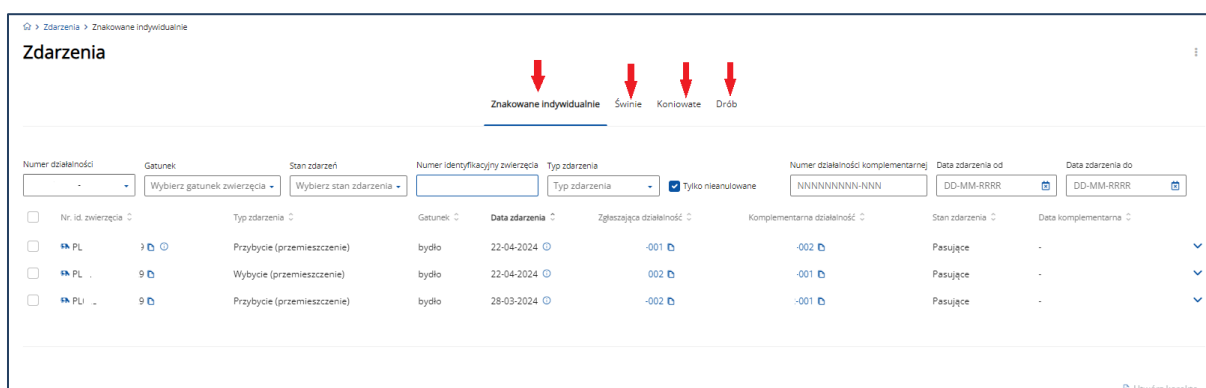 Zdarzenia > Znakowane indywidualnie
Zdarzenia
Znakowane indywidualnie Świnie Koniowate Drób
Numer działalności Gatunek Stan zdarzeń Numer identyfikacyjny zwierzęcia Typ zdarzenia Numer działalności komplementarnej Data zdarzenia od Data zdarzenia do
- Wybierz gatunek zwierzęcia Wybierz stan zdarzenia Typ zdarzenia Tylko nieanulowane NNNNNNNNN-NNN DD-MM-RRRR DD-MM-RRRR
Nr. id. zwierzęcia Typ zdarzenia Gatunek Data zdarzenia Zgłaszająca działalność Komplementarna działalność Stan zdarzenia Data komplementarna
PL 9 Przybycie (przemieszczenie) bydło 22-04-2024 -001 -002 Pasujące -
PL 9 Wybycie (przemieszczenie) bydło 22-04-2024 002 -001 Pasujące -
PL 9 Przybycie (przemieszczenie) bydło 28-03-2024 -002 -001 Pasujące -